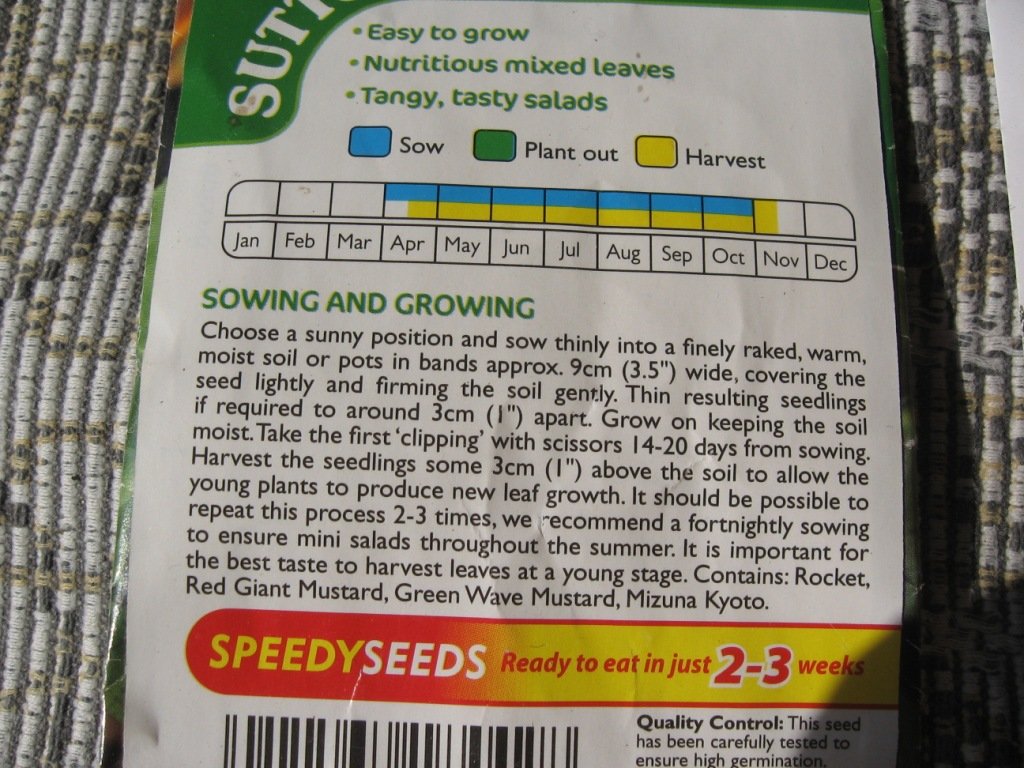 • Easy to grow
• Nutritious mixed leaves
• Tangy, tasty salads
Sow Plant out Harvest
Jan Feb Mar Apr May Jun Jul Aug Sep Oct Nov Dec
SOWING AND GROWING
Choose a sunny position and sow thinly into a finely raked, warm,
moist soil or pots in bands approx. 9cm (3.5") wide, covering the
seed lightly and firming the soil gently. Thin resulting seedlings
if required to around 3cm (1") apart. Grow on keeping the soil
moist. Take the first ‘clipping’ with scissors 14-20 days from sowing.
Harvest the seedlings some 3cm (1") above the soil to allow the
young plants to produce new leaf growth. It should be possible to
repeat this process 2-3 times, we recommend a fortnightly sowing
to ensure mini salads throughout the summer. It is important for
the best taste to harvest leaves at a young stage. Contains: Rocket,
Red Giant Mustard, Green Wave Mustard, Mizuna Kyoto.
SPEEDYSEEDS Ready to eat in just 2-3 weeks
Quality Control: This seed
has been carefully tested to
ensure high germination.